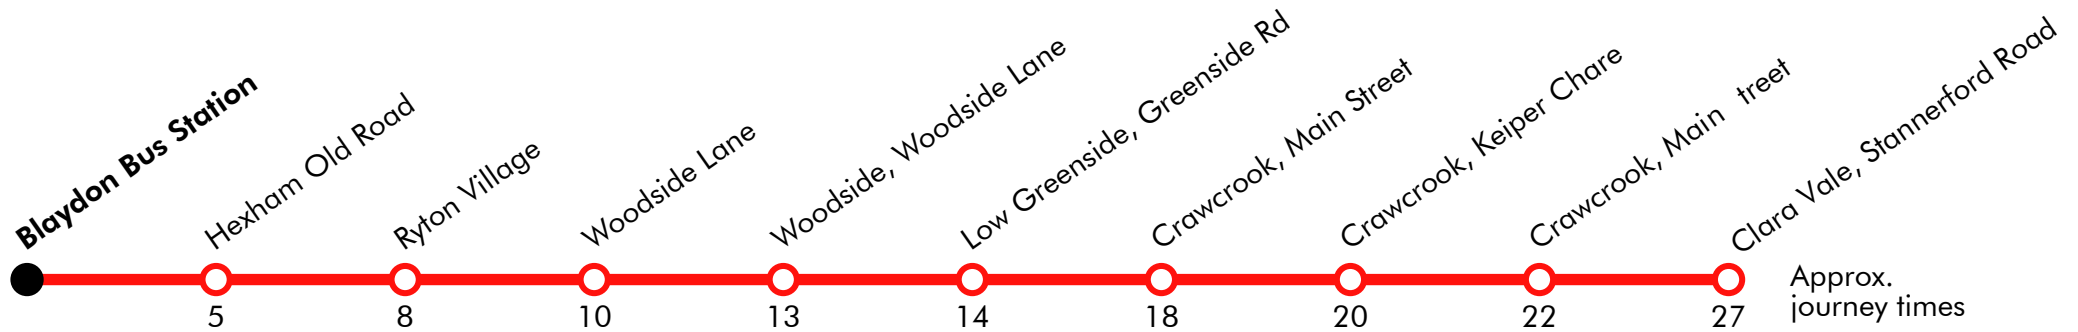 Blaydon Bus Station
Hexham Old Road
Ryton Village
Woodside Lane
Woodside, Woodside Lane
Low Greenside, Greenside Rd
Crawcrook, Main Street
Crawcrook, Keiper Chare
Crawcrook, Main treet
Clara Vale, Stannerford Road
5 8 10 13 14 18 20 22 27
Approx.
journey times